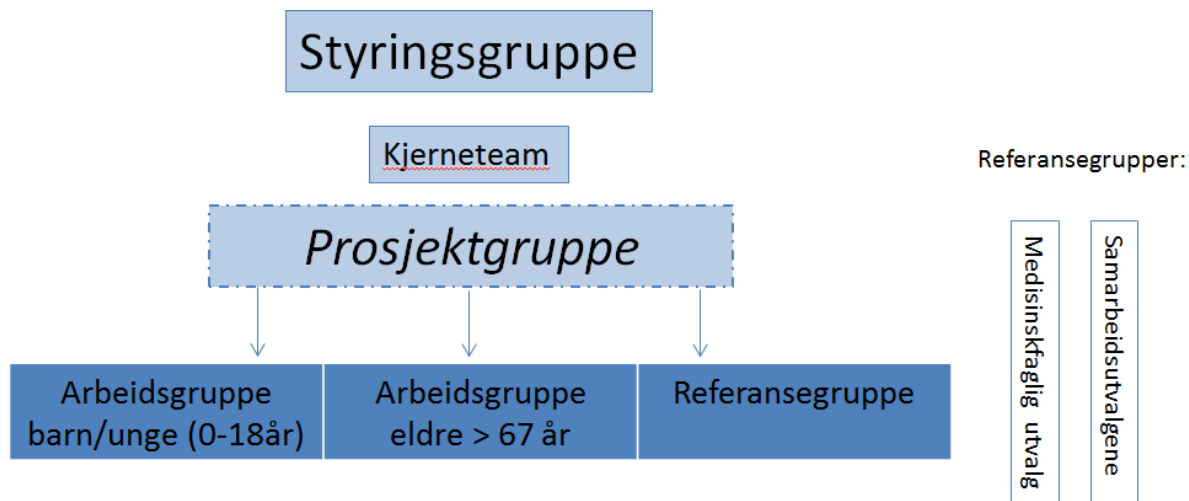 Styringsgruppe
Kjerneteam
Prosjektgruppe
Arbeidsgruppe
barn/unge (0-18år)
Arbeidsgruppe
eldre > 67 år
Referansegruppe
Referansegrupper:
Medisinskfaglig utvalg
Samarbeidsutvalgene